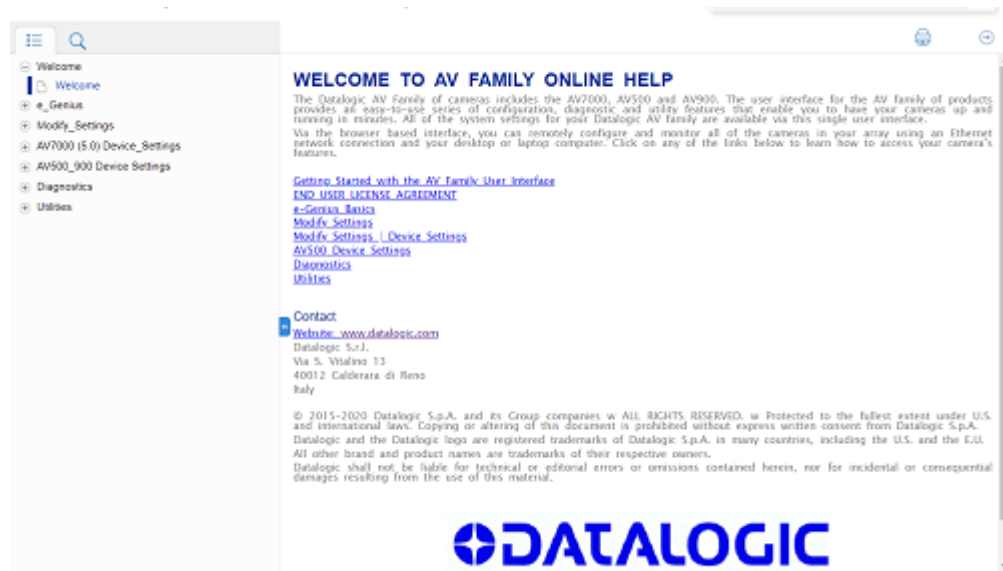 Welcome
Welcome
e_Genius
Modify_Settings
AV7000 (5.0) Device_Settings
AV500_900 Device Settings
Diagnostics
Utilities
WELCOME TO AV FAMILY ONLINE HELP
The Datalogic AV Family of cameras includes the AV7000, AV500 and AV900. The user interface for the AV family of products
provides an easy-to-use series of configuration, diagnostic and utility features that enable you to have your cameras up and
running in minutes. All of the system settings for your Datalogic AV family are available via this single user interface.
Via the browser based interface, you can remotely configure and monitor all of the cameras in your array using an Ethernet
network connection and your desktop or laptop computer. Click on any of the links below to learn how to access your camera's
features.
Getting Started with the AV Family User Interface
END USER LICENSE AGREEMENT
e-Genius Basics
Modify Settings
Modify Settings | Device Settings
AV500 Device Settings
Diagnostics
Utilities
Contact
Website: www.datalogic.com
Datalogic S.r.l.
Via S. Vitalino 13
40012 Calderara di Reno
Italy
© 2015-2020 Datalogic S.p.A. and its Group companies w ALL RIGHTS RESERVED. w Protected to the fullest extent under U.S.
and international laws. Copying or altering of this document is prohibited without express written consent from Datalogic S.p.A.
Datalogic and the Datalogic logo are registered trademarks of Datalogic S.p.A. in many countries, including the U.S. and the E.U.
All other brand and product names are trademarks of their respective owners.
Datalogic shall not be liable for technical or editorial errors or omissions contained herein, nor for incidental or consequential
damages resulting from the use of this material.
DATALOGIC